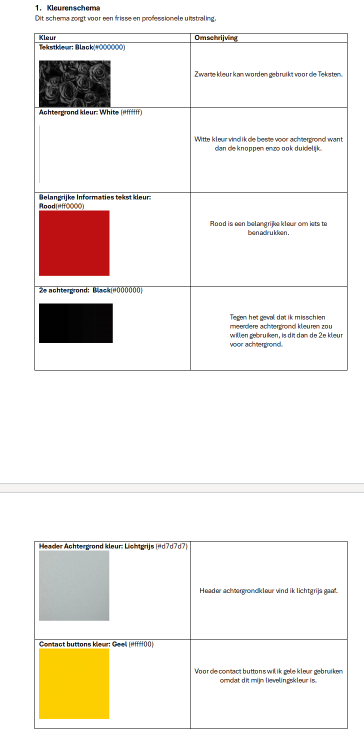 1. Kleurenschema
Dit schema zorgt voor een frisse en professionele uitstraling.
Kleur
Omschrijving
Tekstkleur: Black(#000000)
Zwarte kleur kan worden gebruikt voor de Teksten.
Achtergrond kleur: White (#ffffff)
Witte kleur vind ik de beste voor achtergrond want
dan de knoppen enzo ook duidelijk.
Belangrijke Informaties tekst kleur:
Rood(#ff0000)
Rood is een belangrijke kleur om iets te
benadrukken.
2e achtergrond: Black(#000000)
Tegen het geval dat ik misschien
meerdere achtergrond kleuren zou
willen gebruiken, is dit dan de 2e kleur
voor achtergrond.
Header Achtergrond kleur: Lichtgrijs (#d7d7d7)
Header achtergrondkleur vind ik lichtgrijs gaaf.
Contact buttons kleur: Geel (#ffff00)
Voor de contact buttons wil ik gele kleur gebruiken
omdat dit mijn lievelingskleur is.